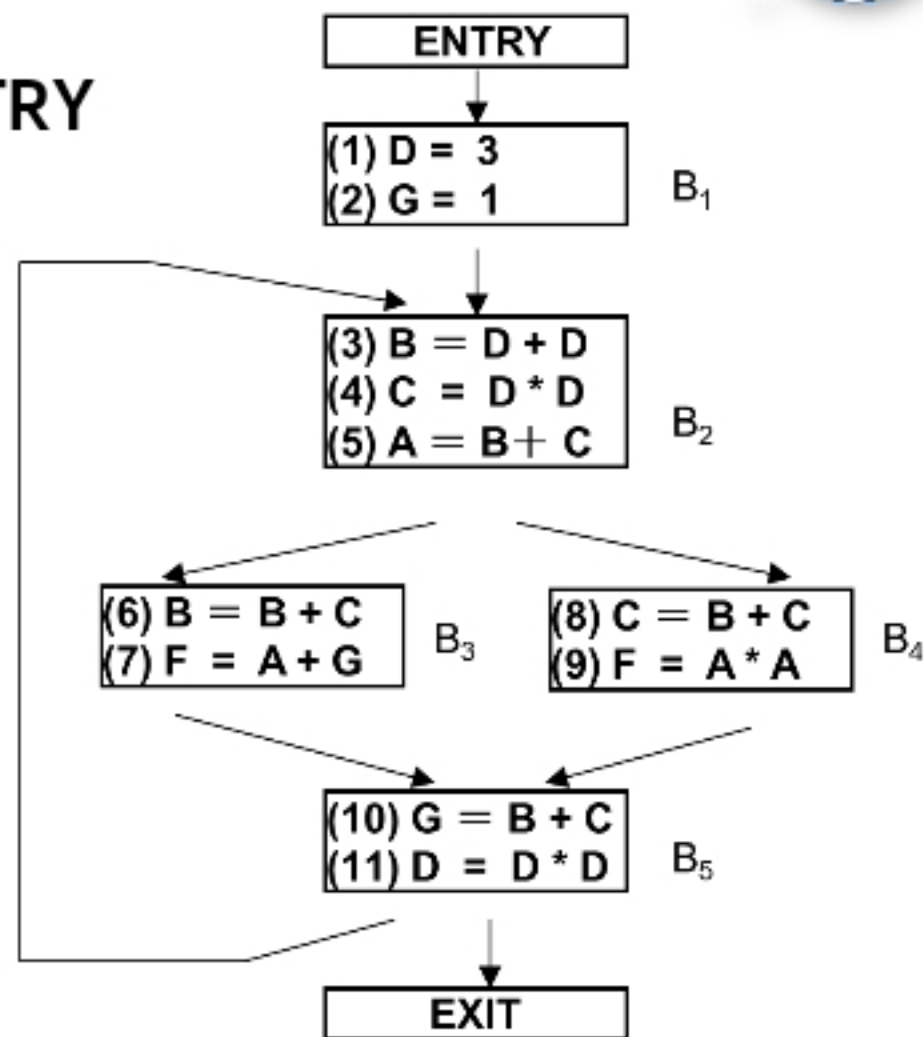 ENTRY
TRY
(1) D = 3
(2) G = 1
B₁
(3) B = D + D
(4) C = D * D
(5) A = B + C
B₂
(6) B = B + C
(7) F = A + G
B₃
(8) C = B + C
(9) F = A * A
B₄
(10) G = B + C
(11) D = D * D
B₅
EXIT